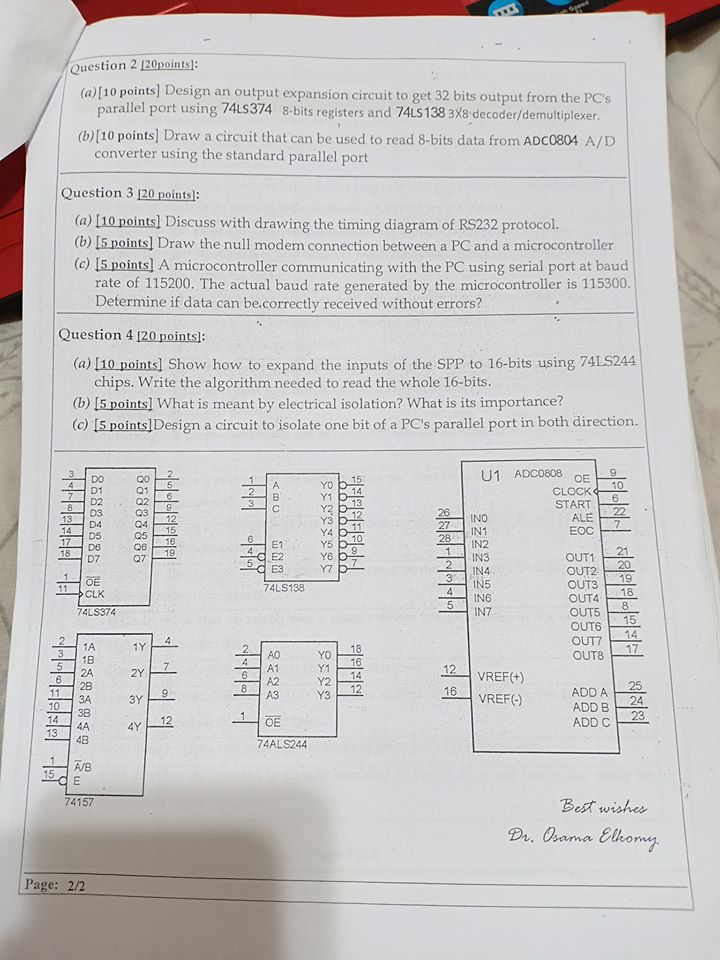 Question 2 [20points]:
(a)[10 points] Design an output expansion circuit to get 32 bits output from the PC's
parallel port using 74LS374 8-bits registers and 74LS138 3X8 decoder/demultiplexer.
(b)[10 points] Draw a circuit that can be used to read 8-bits data from ADC0804 A/D
converter using the standard parallel port
Question 3 [20 points]:
(a) [10 points] Discuss with drawing the timing diagram of RS232 protocol.
(b) [5 points] Draw the null modem connection between a PC and a microcontroller
(c) [5 points] A microcontroller communicating with the PC using serial port at baud
rate of 115200. The actual baud rate generated by the microcontroller is 115300.
Determine if data can be correctly received without errors?
Question 4 [20 points]:
(a) [10 points] Show how to expand the inputs of the SPP to 16-bits using 74LS244
chips. Write the algorithm needed to read the whole 16-bits.
(b) [5 points] What is meant by electrical isolation? What is its importance?
(c) [5 points]Design a circuit to isolate one bit of a PC's parallel port in both direction.
3 D0 Q0 2
4 D1 Q1 5
7 D2 Q2 6
8 D3 Q3 9
13 D4 Q4 12
14 D5 Q5 15
17 D6 Q6 16
18 D7 Q7 19
1 OE
11 CLK
74LS374
1 A Y0 15
2 B Y1 14
3 C Y2 13
Y3 12
Y4 11
6 E1 Y5 10
4 E2 Y6 9
5 E3 Y7 7
74LS138
U1 ADC0808
OE 9
CLOCK 10
START 6
ALE 22
EOC 7
26 IN0
27 IN1
28 IN2
1 IN3 OUT1 21
2 IN4 OUT2 20
3 IN5 OUT3 19
4 IN6 OUT4 18
5 IN7 OUT5 8
OUT6 15
OUT7 14
OUT8 17
12 VREF(+)
16 VREF(-)
ADD A 25
ADD B 24
ADD C 23
2 1A 1Y 4
3 1B
5 2A 2Y 7
6 2B
11 3A 3Y 9
10 3B
14 4A 4Y 12
13 4B
1 A/B
15 E
74157
2 A0 Y0 18
4 A1 Y1 16
6 A2 Y2 14
8 A3 Y3 12
1 OE
74ALS244
Best wishes
Dr. Osama Elkomy
Page: 2/2